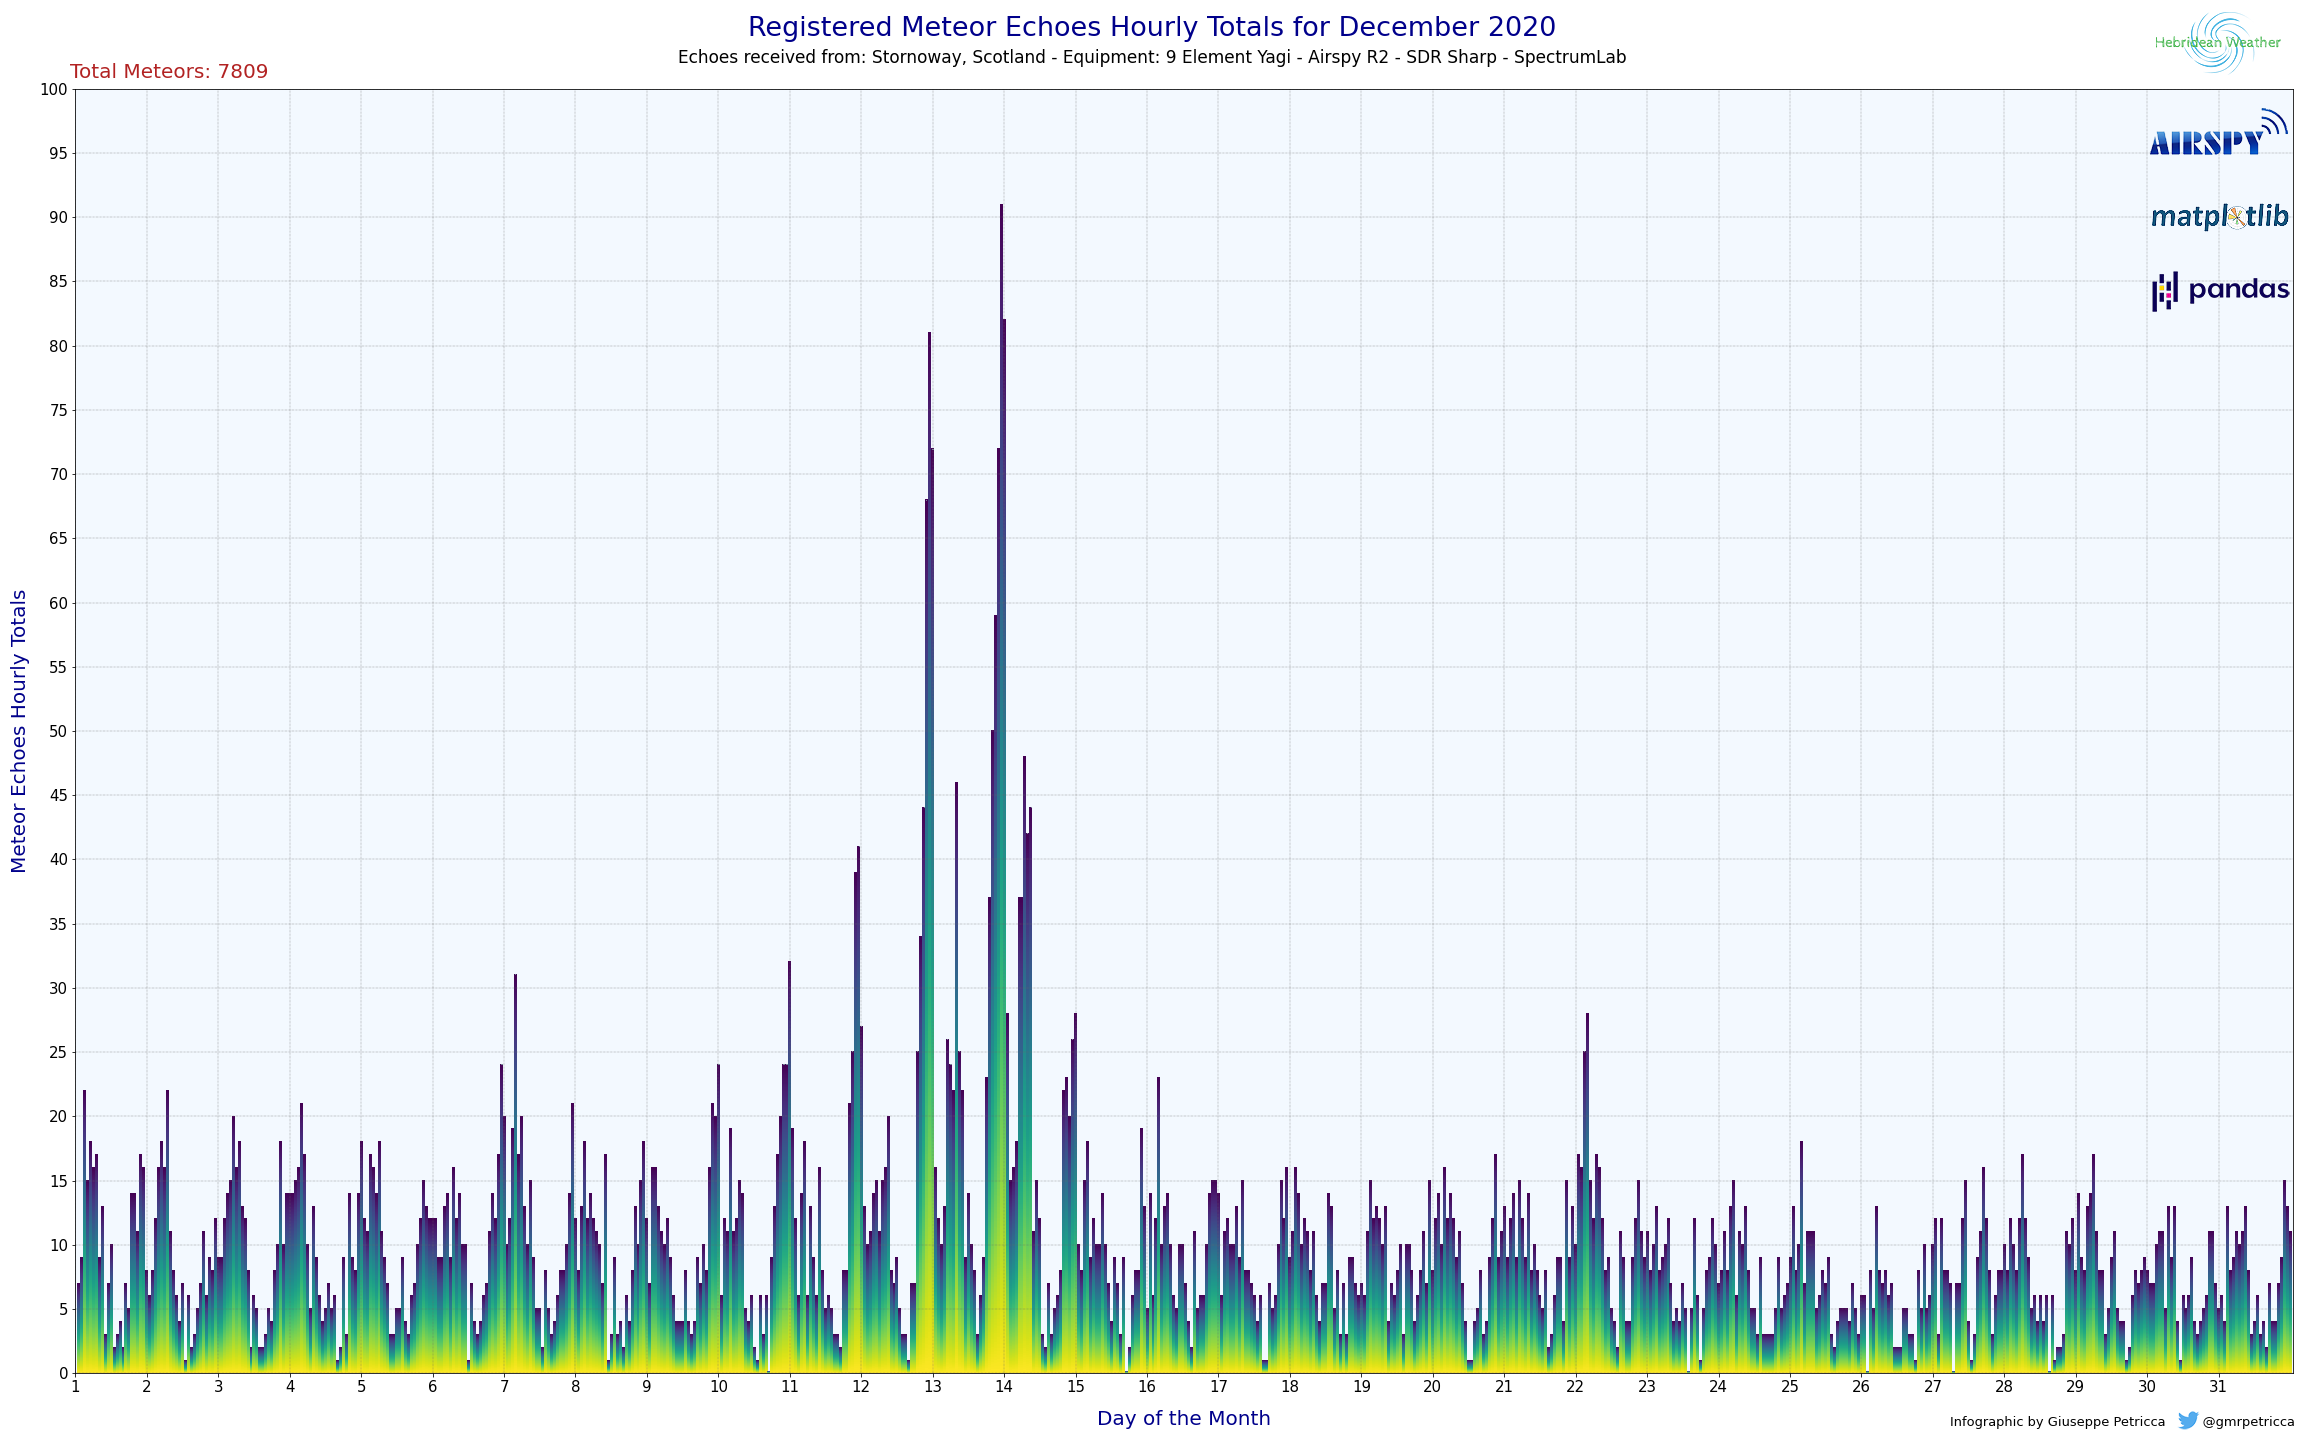 Registered Meteor Echoes Hourly Totals for December 2020
Echoes received from: Stornoway, Scotland - Equipment: 9 Element Yagi - Airspy R2 - SDR Sharp - SpectrumLab
Hebridean Weather
Total Meteors: 7809
AIRSPY
matplotlib
pandas
Meteor Echoes Hourly Totals
100
95
90
85
80
75
70
65
60
55
50
45
40
35
30
25
20
15
10
5
0
1 2 3 4 5 6 7 8 9 10 11 12 13 14 15 16 17 18 19 20 21 22 23 24 25 26 27 28 29 30 31
Day of the Month
Infographic by Giuseppe Petricca @gmrpetricca